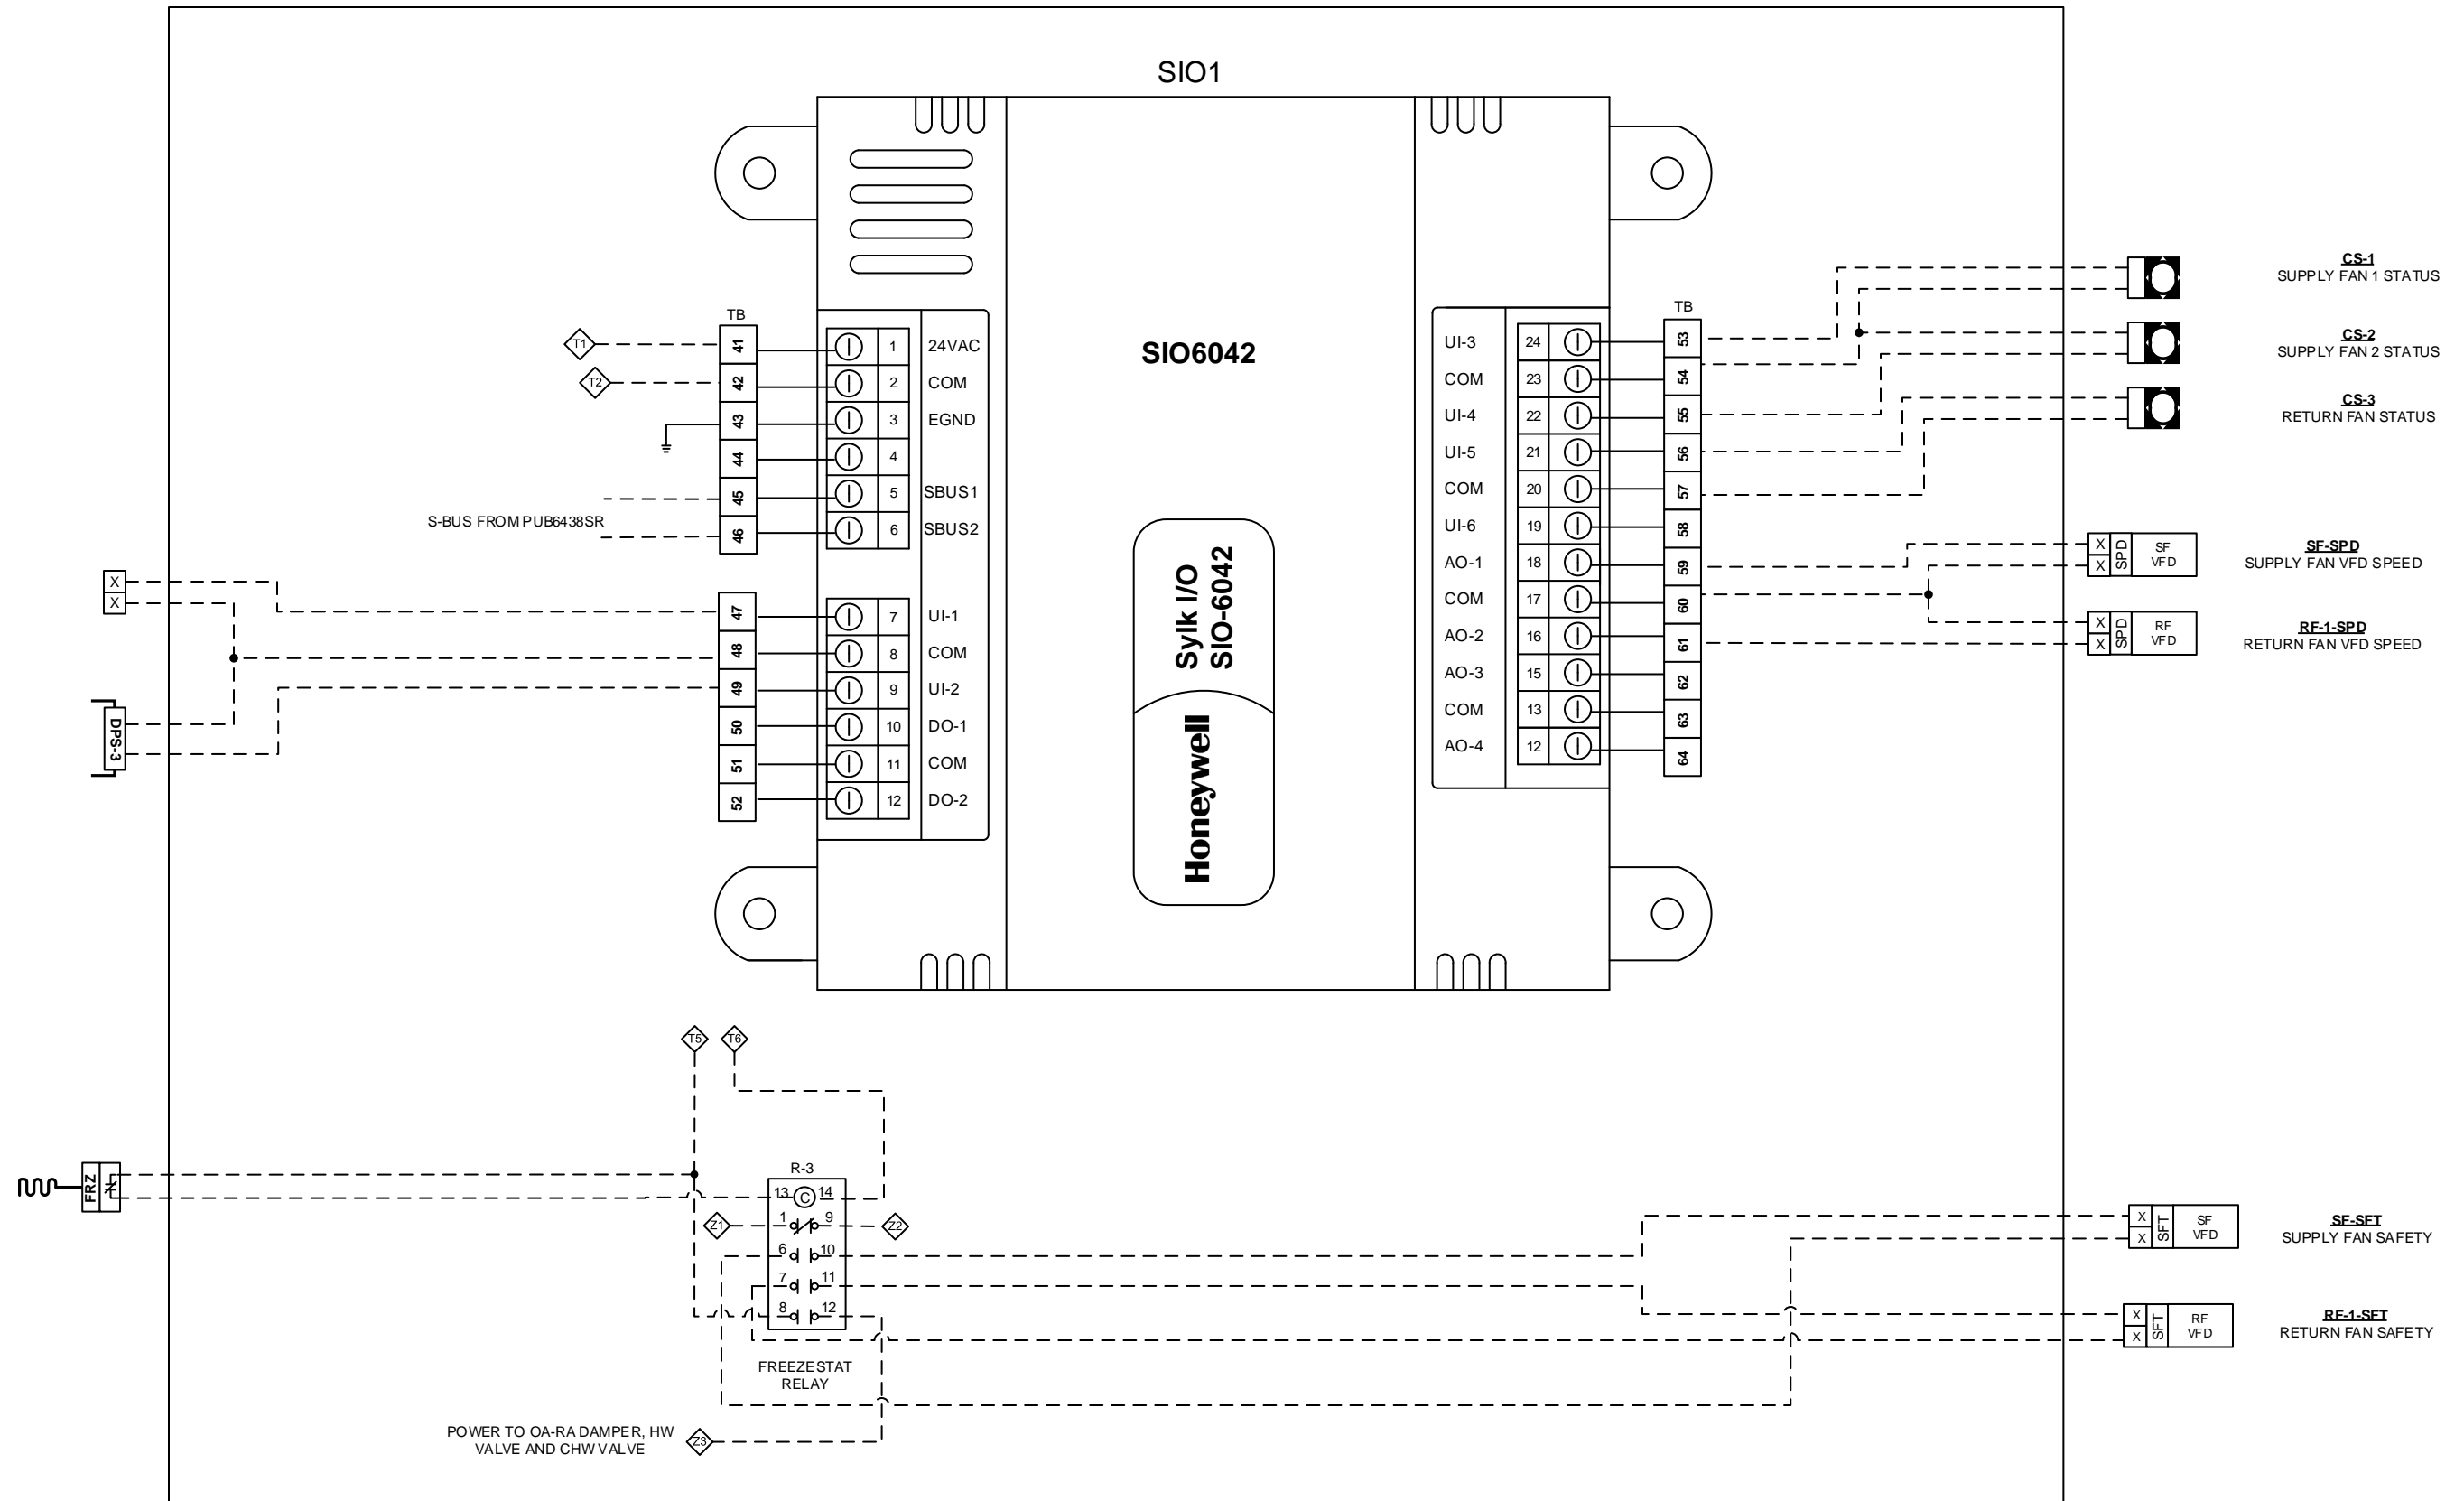 SIO1
SIO6042
Sylk I/O
SIO-6042
Honeywell
TB
T1
41
1
24VAC
T2
42
2
COM
43
3
EGND
44
4
45
5
SBUS1
S-BUS FROM PUB6438SR
46
6
SBUS2
X
X
47
7
UI-1
48
8
COM
49
9
UI-2
DPS-3
50
10
DO-1
51
11
COM
52
12
DO-2
TB
UI-3
24
53
COM
23
54
UI-4
22
55
UI-5
21
56
COM
20
57
UI-6
19
58
AO-1
18
59
COM
17
60
AO-2
16
61
AO-3
15
62
COM
13
63
AO-4
12
64
CS-1
SUPPLY FAN 1 STATUS
CS-2
SUPPLY FAN 2 STATUS
CS-3
RETURN FAN STATUS
X
X
SPD
SF
VFD
SF-SPD
SUPPLY FAN VFD SPEED
X
X
SPD
RF
VFD
RF-1-SPD
RETURN FAN VFD SPEED
T5
T6
FRZ
R-3
13
C
14
Z1
1
9
Z2
6
10
7
11
8
12
FREEZESTAT
RELAY
POWER TO OA-RA DAMPER, HW
VALVE AND CHW VALVE
Z3
X
X
SFT
SF
VFD
SF-SFT
SUPPLY FAN SAFETY
X
X
SFT
RF
VFD
RF-1-SFT
RETURN FAN SAFETY